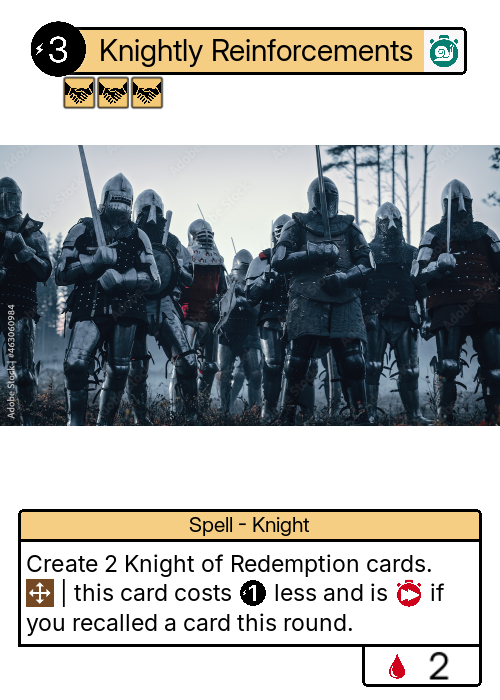 3 Knightly Reinforcements
Adobe Stock | #463060984
Spell - Knight
Create 2 Knight of Redemption cards.
| this card costs 1 less and is if
you recalled a card this round.
2